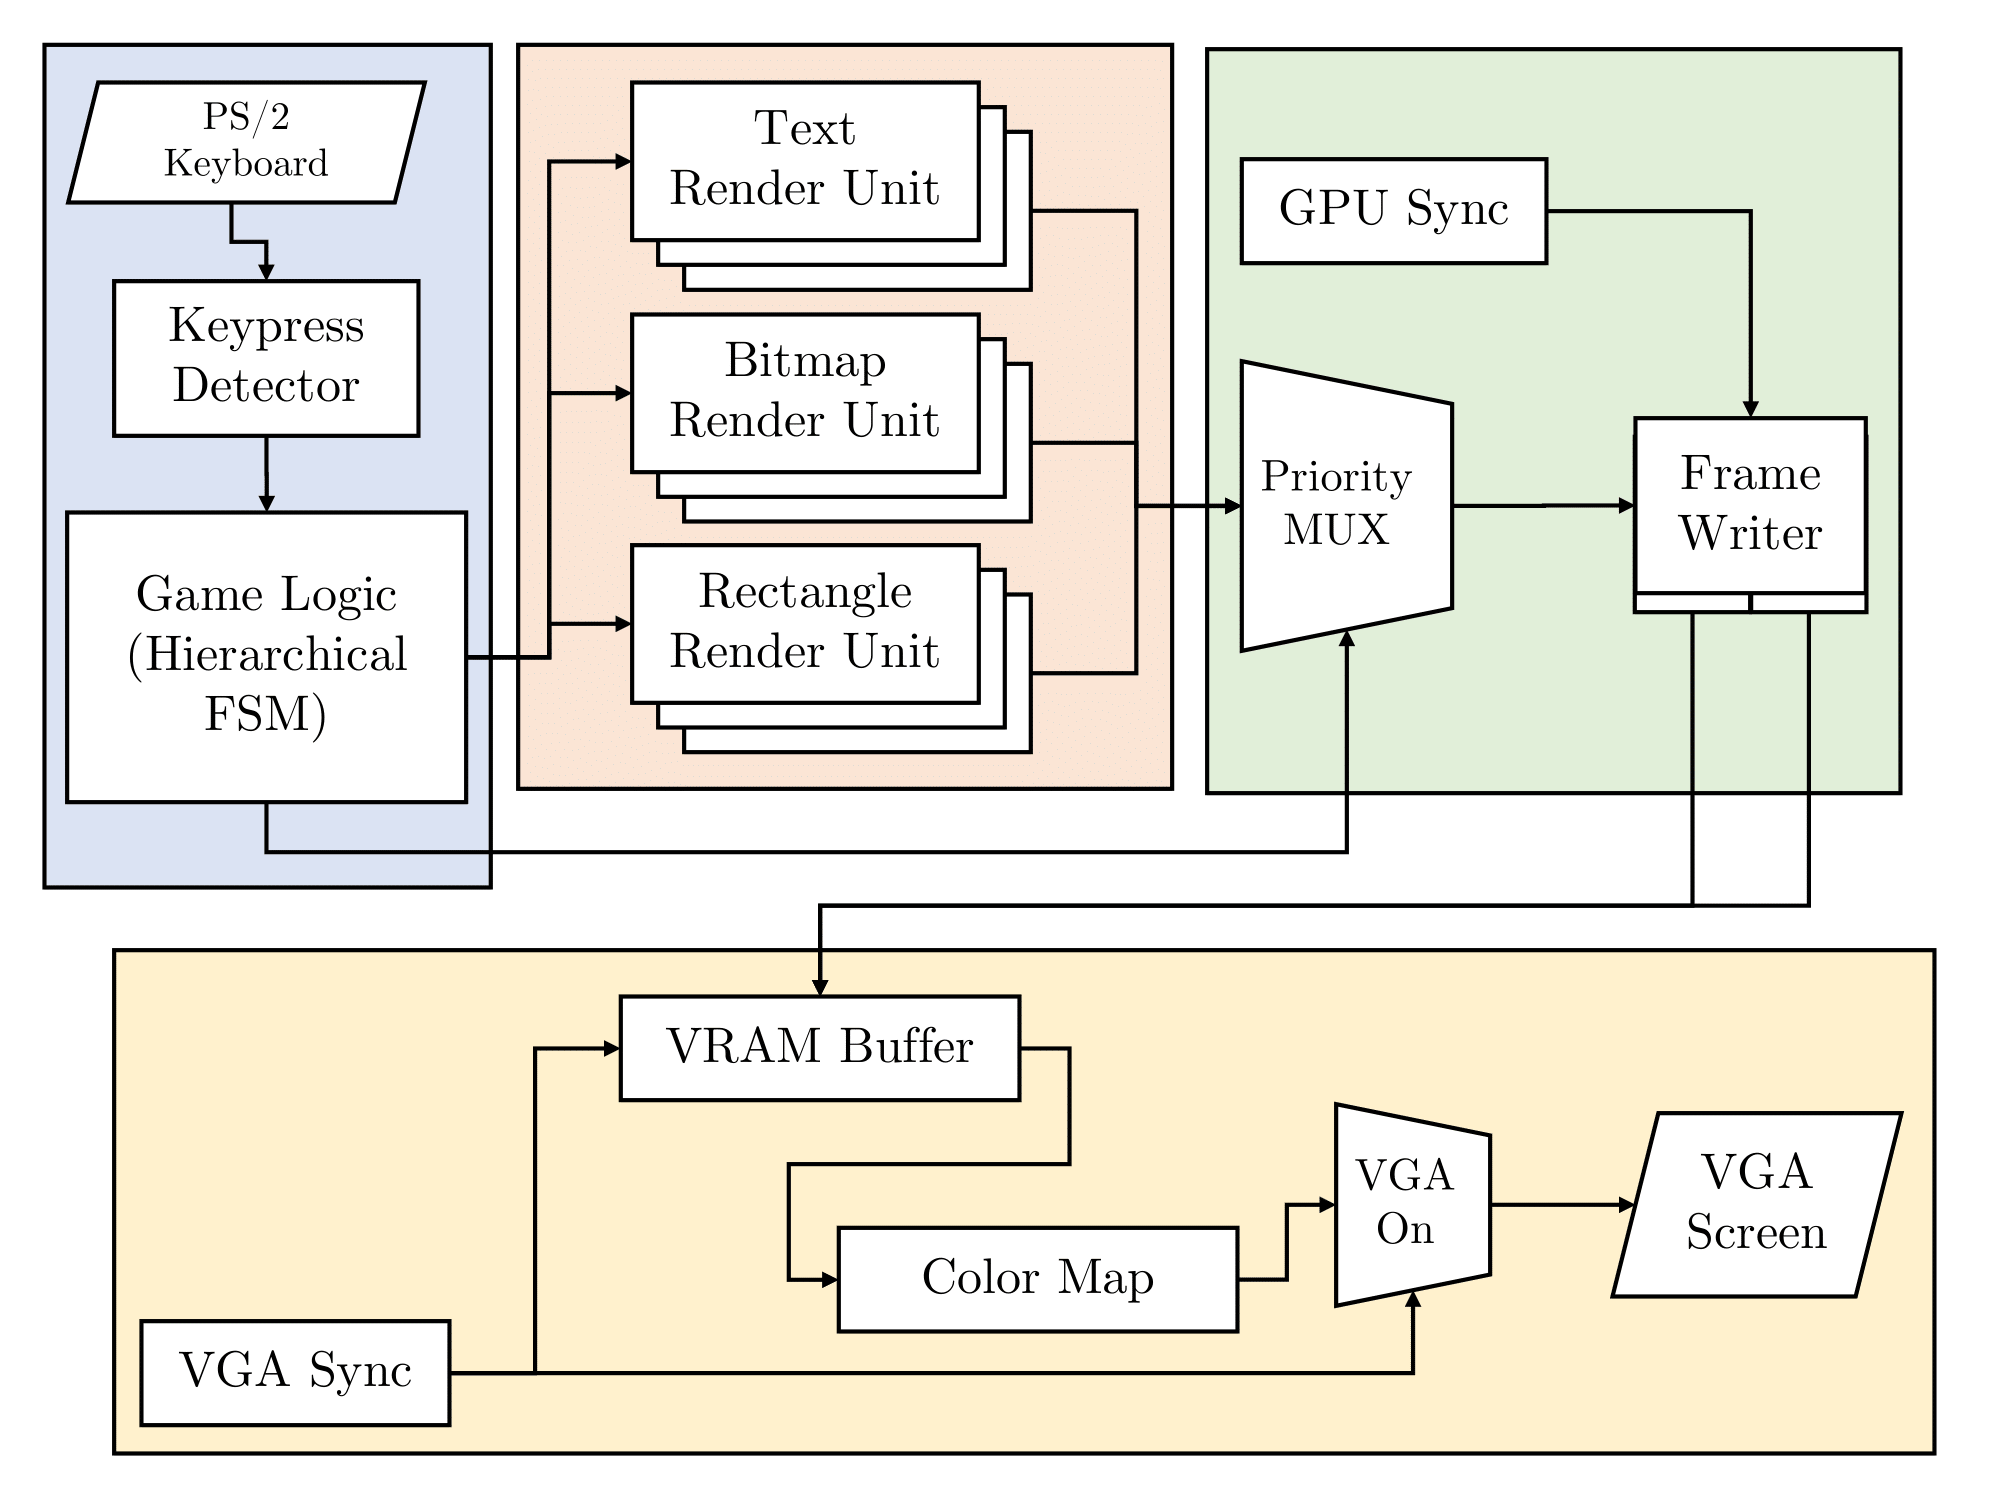 PS/2
Keyboard
Keypress
Detector
Game Logic
(Hierarchical
FSM)
Text
Render Unit
Bitmap
Render Unit
Rectangle
Render Unit
GPU Sync
Priority
MUX
Frame
Writer
VRAM Buffer
Color Map
VGA
On
VGA
Screen
VGA Sync